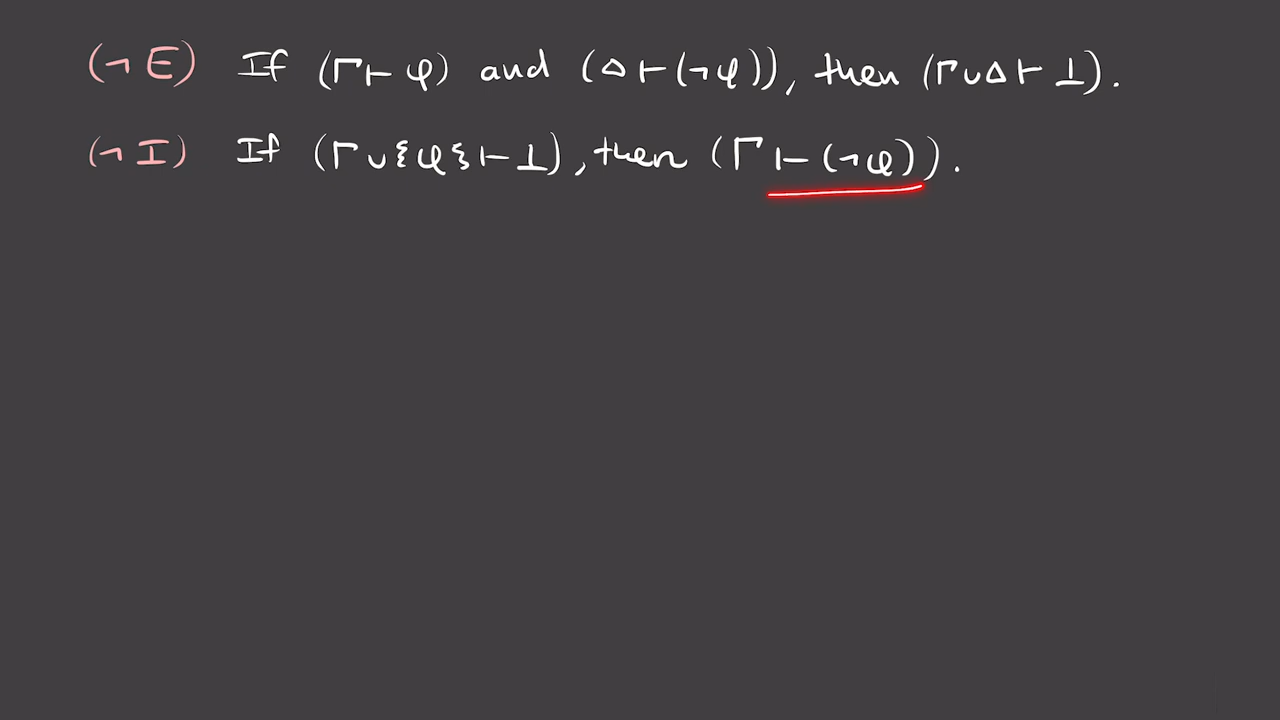 (¬E) If (Γ⊢φ) and (Δ⊢(¬φ)), then (Γ∪Δ⊢⊥).
(¬I) If (Γ∪{φ}⊢⊥), then (Γ⊢(¬φ)).